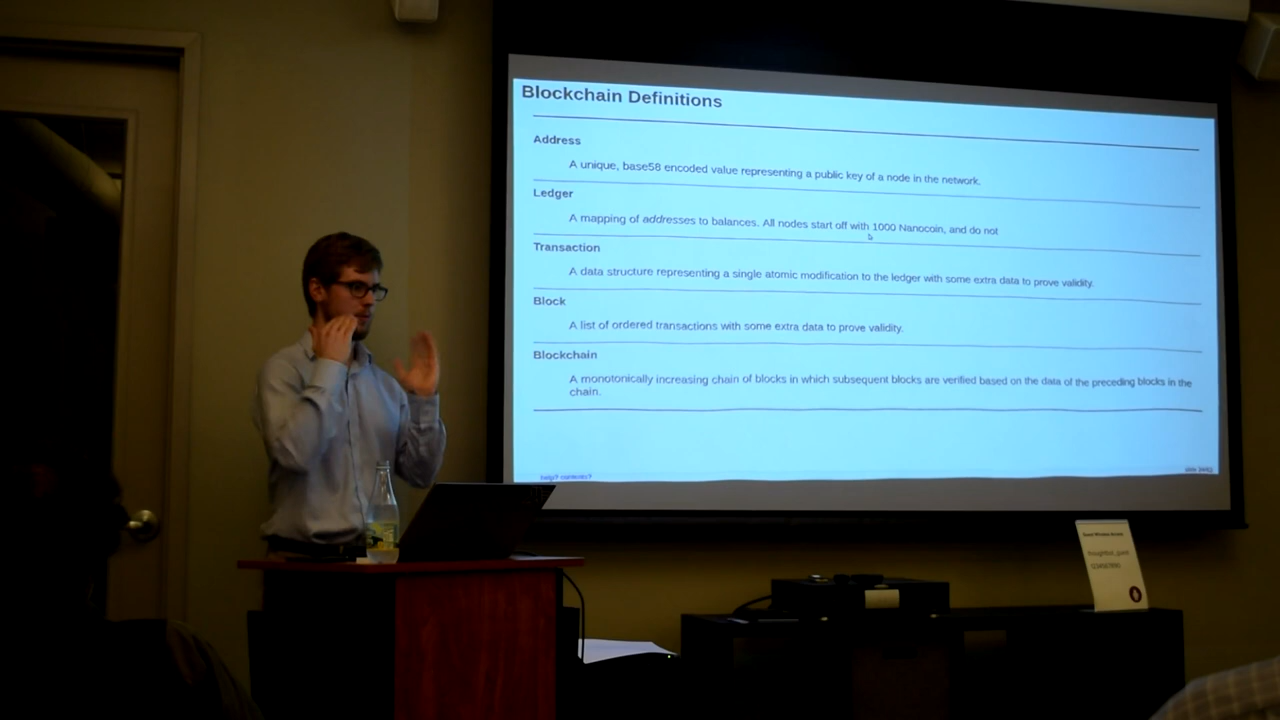 Blockchain Definitions
Address
A unique, base58 encoded value representing a public key of a node in the network.
Ledger
A mapping of addresses to balances. All nodes start off with 1000 Nanocoin, and do not
Transaction
A data structure representing a single atomic modification to the ledger with some extra data to prove validity.
Block
A list of ordered transactions with some extra data to prove validity.
Blockchain
A monotonically increasing chain of blocks in which subsequent blocks are verified based on the data of the preceding blocks in the
chain.
help? contents?
thoughtbot_guest
1234567890